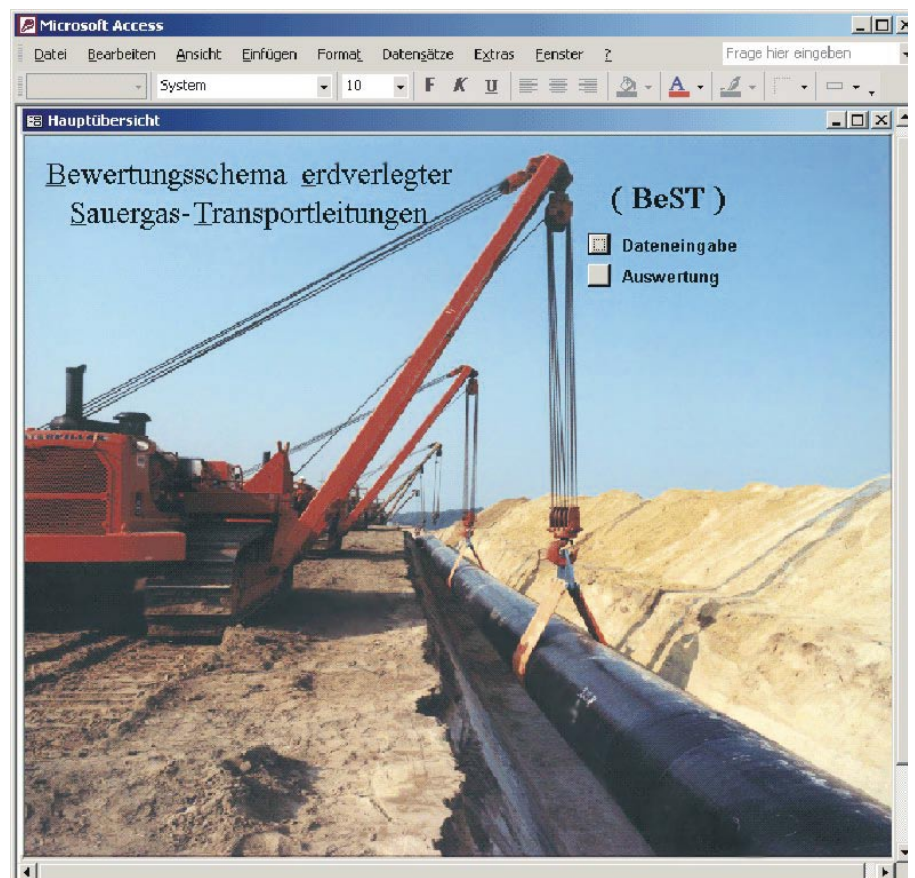 Microsoft Access
Datei Bearbeiten Ansicht Einfügen Format Datensätze Extras Fenster ? Frage hier eingeben
System 10 F K U A
Hauptübersicht
Bewertungsschema erdverlegter
Sauergas-Transportleitungen
( BeST )
Dateneingabe
Auswertung
CATERPILLAR